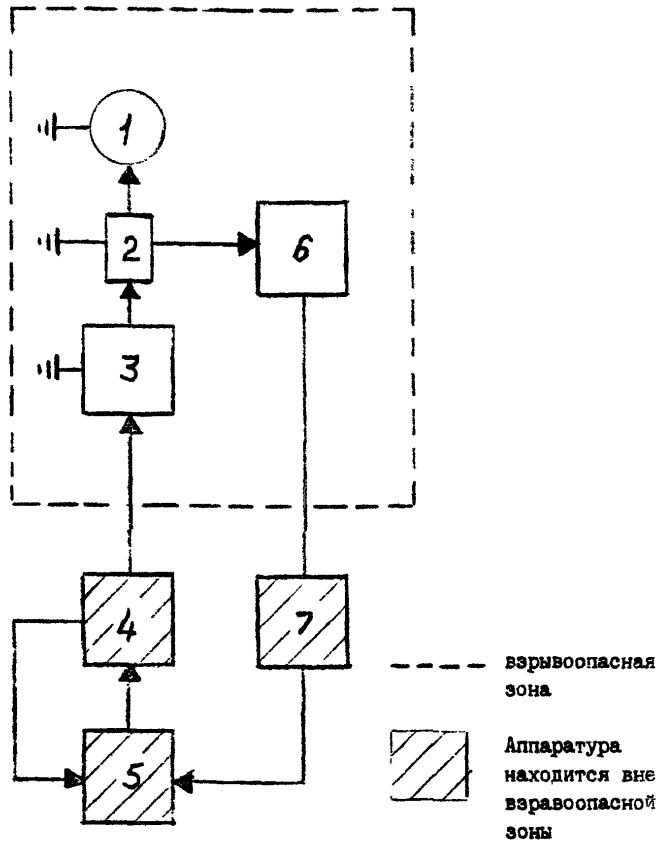 1
2
6
3
4
7
5
взрывоопасная
зона
Аппаратура
находится вне
взравоопасной
зоны